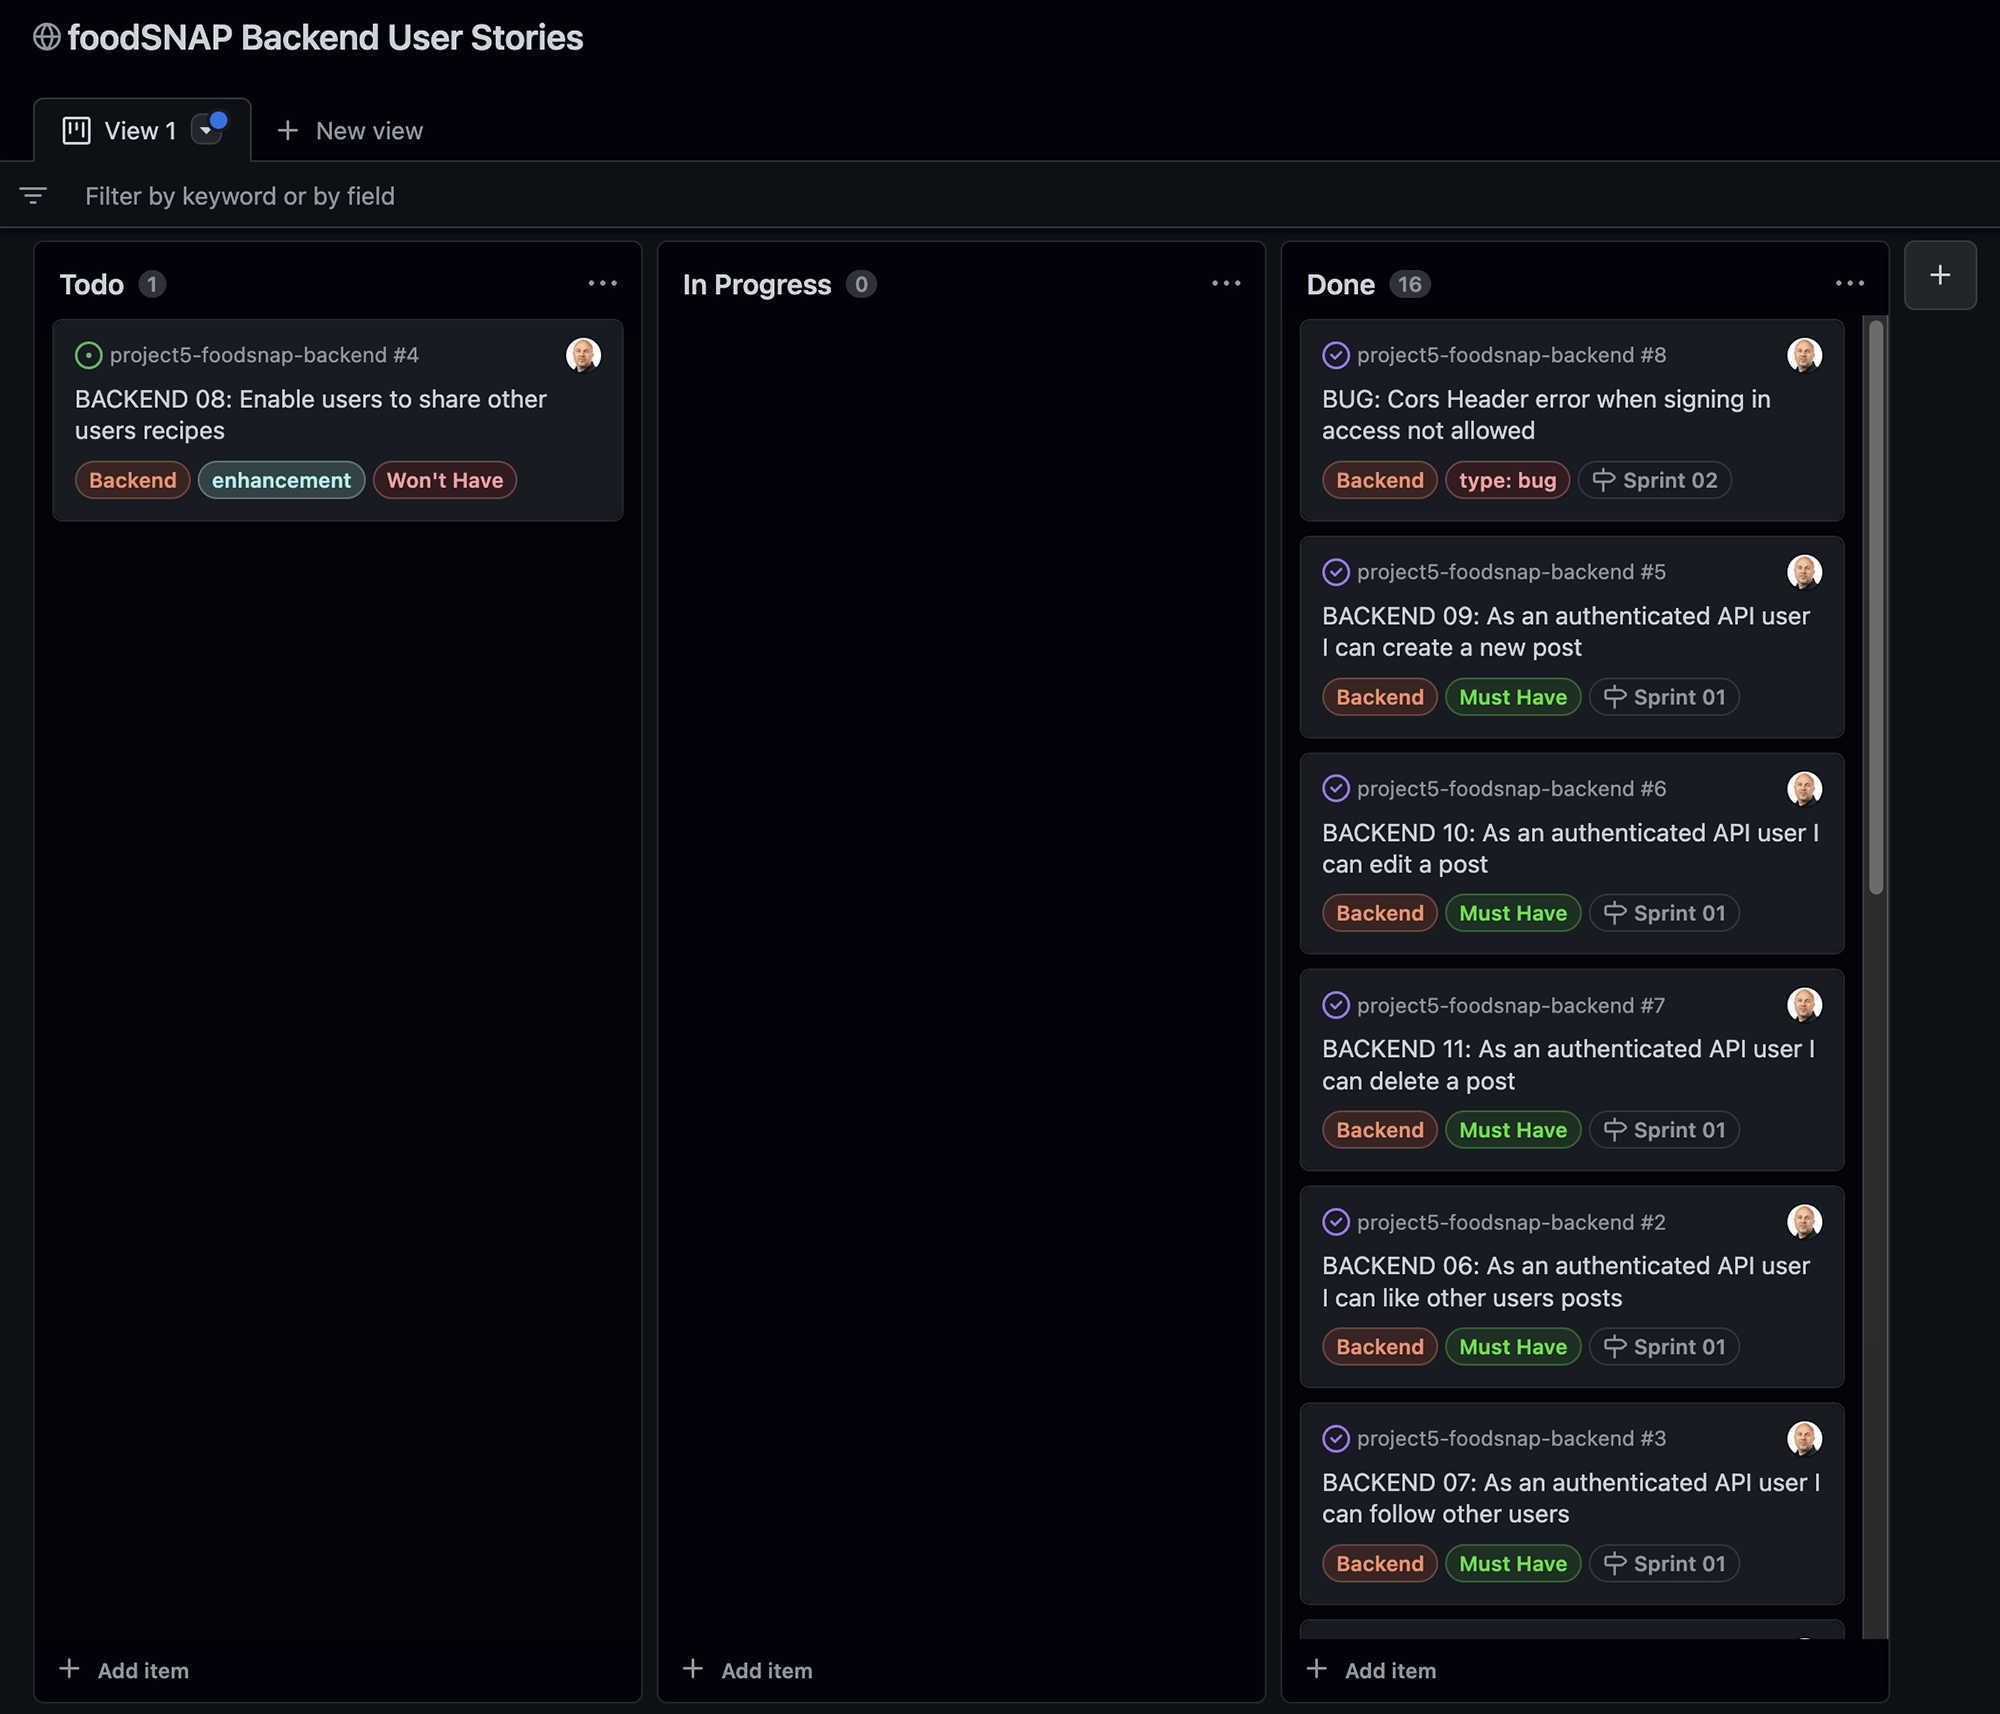 foodSNAP Backend User Stories
View 1
New view
Filter by keyword or by field
Todo 1
project5-foodsnap-backend #4
BACKEND 08: Enable users to share other
users recipes
Backend enhancement Won't Have
Add item
In Progress 0
Add item
Done 16
project5-foodsnap-backend #8
BUG: Cors Header error when signing in
access not allowed
Backend type: bug Sprint 02
project5-foodsnap-backend #5
BACKEND 09: As an authenticated API user
I can create a new post
Backend Must Have Sprint 01
project5-foodsnap-backend #6
BACKEND 10: As an authenticated API user I
can edit a post
Backend Must Have Sprint 01
project5-foodsnap-backend #7
BACKEND 11: As an authenticated API user I
can delete a post
Backend Must Have Sprint 01
project5-foodsnap-backend #2
BACKEND 06: As an authenticated API user
I can like other users posts
Backend Must Have Sprint 01
project5-foodsnap-backend #3
BACKEND 07: As an authenticated API user I
can follow other users
Backend Must Have Sprint 01
Add item